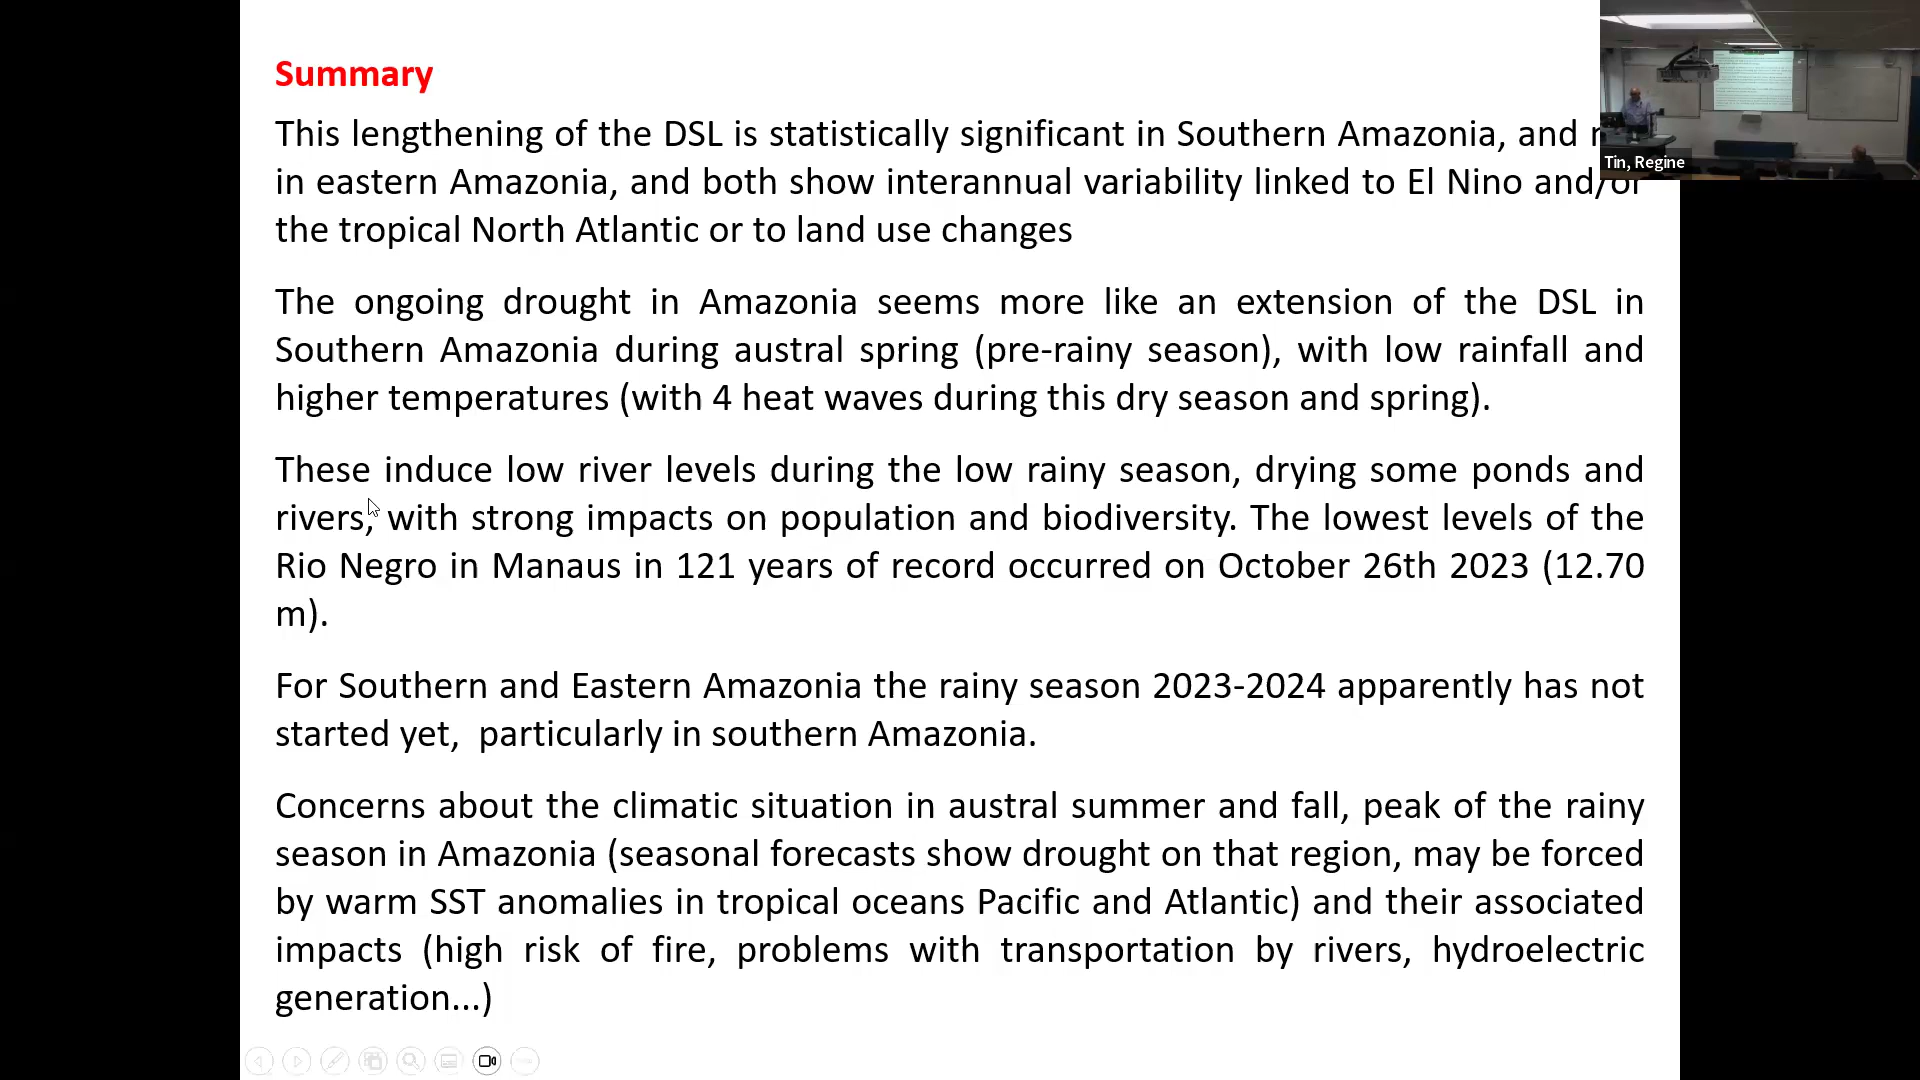 Summary
This lengthening of the DSL is statistically significant in Southern Amazonia, and
in eastern Amazonia, and both show interannual variability linked to El Nino and/or
the tropical North Atlantic or to land use changes
The ongoing drought in Amazonia seems more like an extension of the DSL in
Southern Amazonia during austral spring (pre-rainy season), with low rainfall and
higher temperatures (with 4 heat waves during this dry season and spring).
These induce low river levels during the low rainy season, drying some ponds and
rivers, with strong impacts on population and biodiversity. The lowest levels of the
Rio Negro in Manaus in 121 years of record occurred on October 26th 2023 (12.70
m).
For Southern and Eastern Amazonia the rainy season 2023-2024 apparently has not
started yet, particularly in southern Amazonia.
Concerns about the climatic situation in austral summer and fall, peak of the rainy
season in Amazonia (seasonal forecasts show drought on that region, may be forced
by warm SST anomalies in tropical oceans Pacific and Atlantic) and their associated
impacts (high risk of fire, problems with transportation by rivers, hydroelectric
generation...)
Tin, Regine